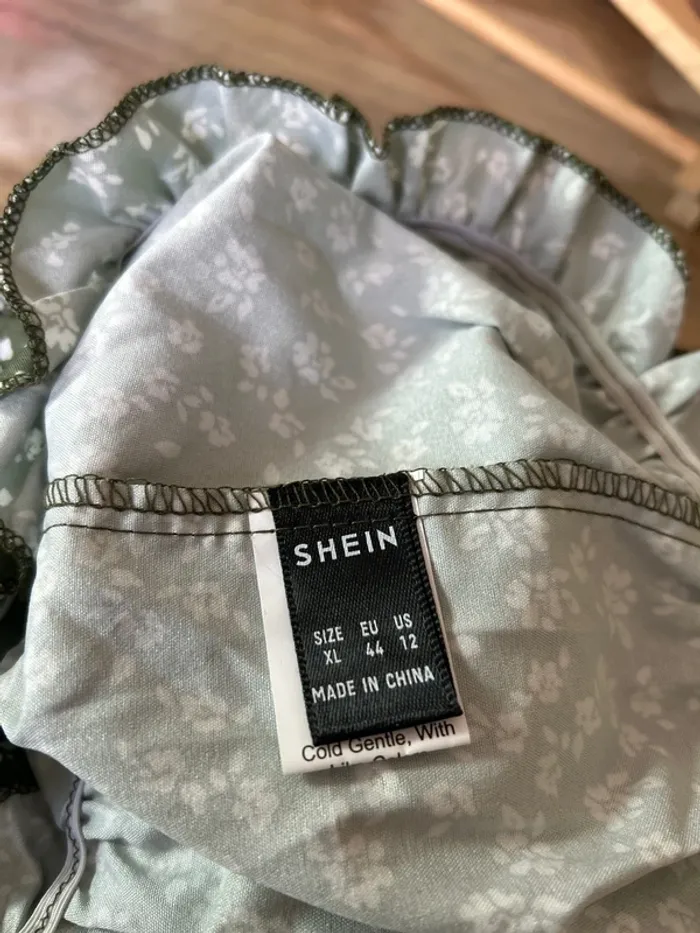 SHEIN
SIZE EU US
XL 44 12
MADE IN CHINA
Cold Gentle, With